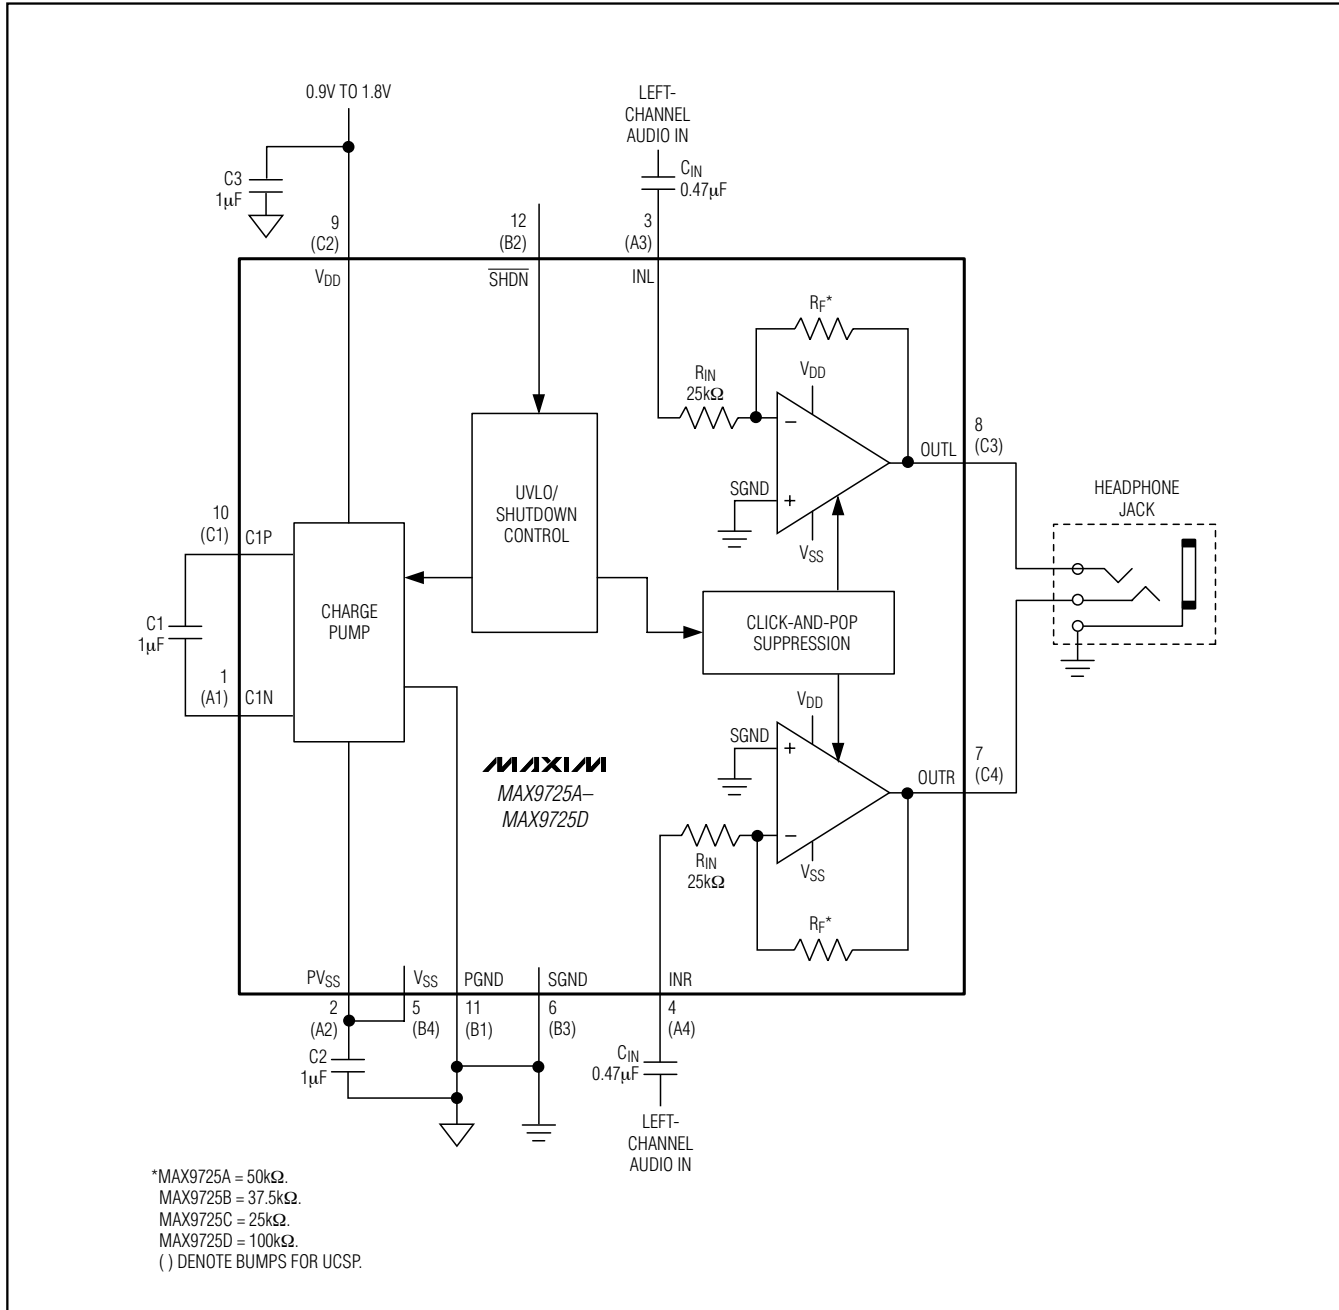 0.9V TO 1.8V
LEFT-
CHANNEL
AUDIO IN
C3
1µF
CIN
0.47µF
9
(C2)
12
(B2)
3
(A3)
VDD
SHDN
INL
RF*
RIN
25kΩ
VDD
−
8
(C3)
OUTL
SGND
+
VSS
HEADPHONE
JACK
UVLO/
SHUTDOWN
CONTROL
10
(C1)
C1P
CHARGE
PUMP
C1
1µF
CLICK-AND-POP
SUPPRESSION
1
(A1)
C1N
VDD
SGND
+
7
(C4)
OUTR
MAXIM
MAX9725A–
MAX9725D
−
RIN
25kΩ
VSS
RF*
PVSS
VSS
PGND
SGND
INR
2
(A2)
5
(B4)
11
(B1)
6
(B3)
4
(A4)
C2
1µF
CIN
0.47µF
LEFT-
CHANNEL
AUDIO IN
*MAX9725A = 50kΩ.
MAX9725B = 37.5kΩ.
MAX9725C = 25kΩ.
MAX9725D = 100kΩ.
( ) DENOTE BUMPS FOR UCSP.